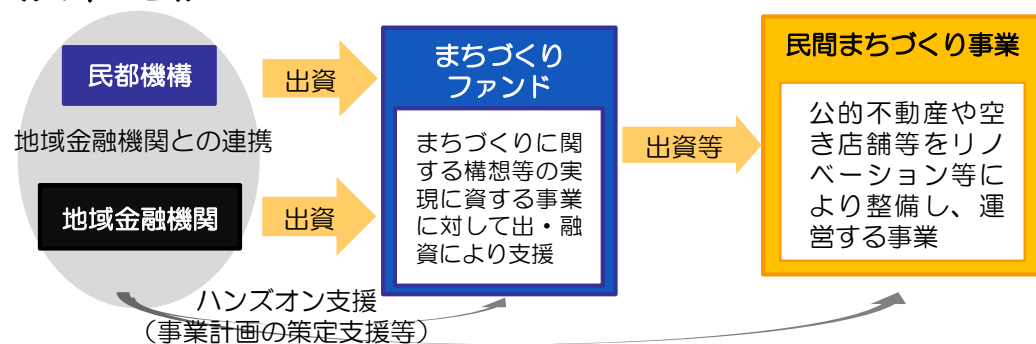 民都機構
地域金融機関との連携
地域金融機関
出資
出資
まちづくり
ファンド
まちづくりに関
する構想等の実
現に資する事業
に対して出・融
資により支援
出資等
民間まちづくり事業
公的不動産や空
き店舗等をリノ
ベーション等に
より整備し、運
営する事業
ハンズオン支援
（事業計画の策定支援等）